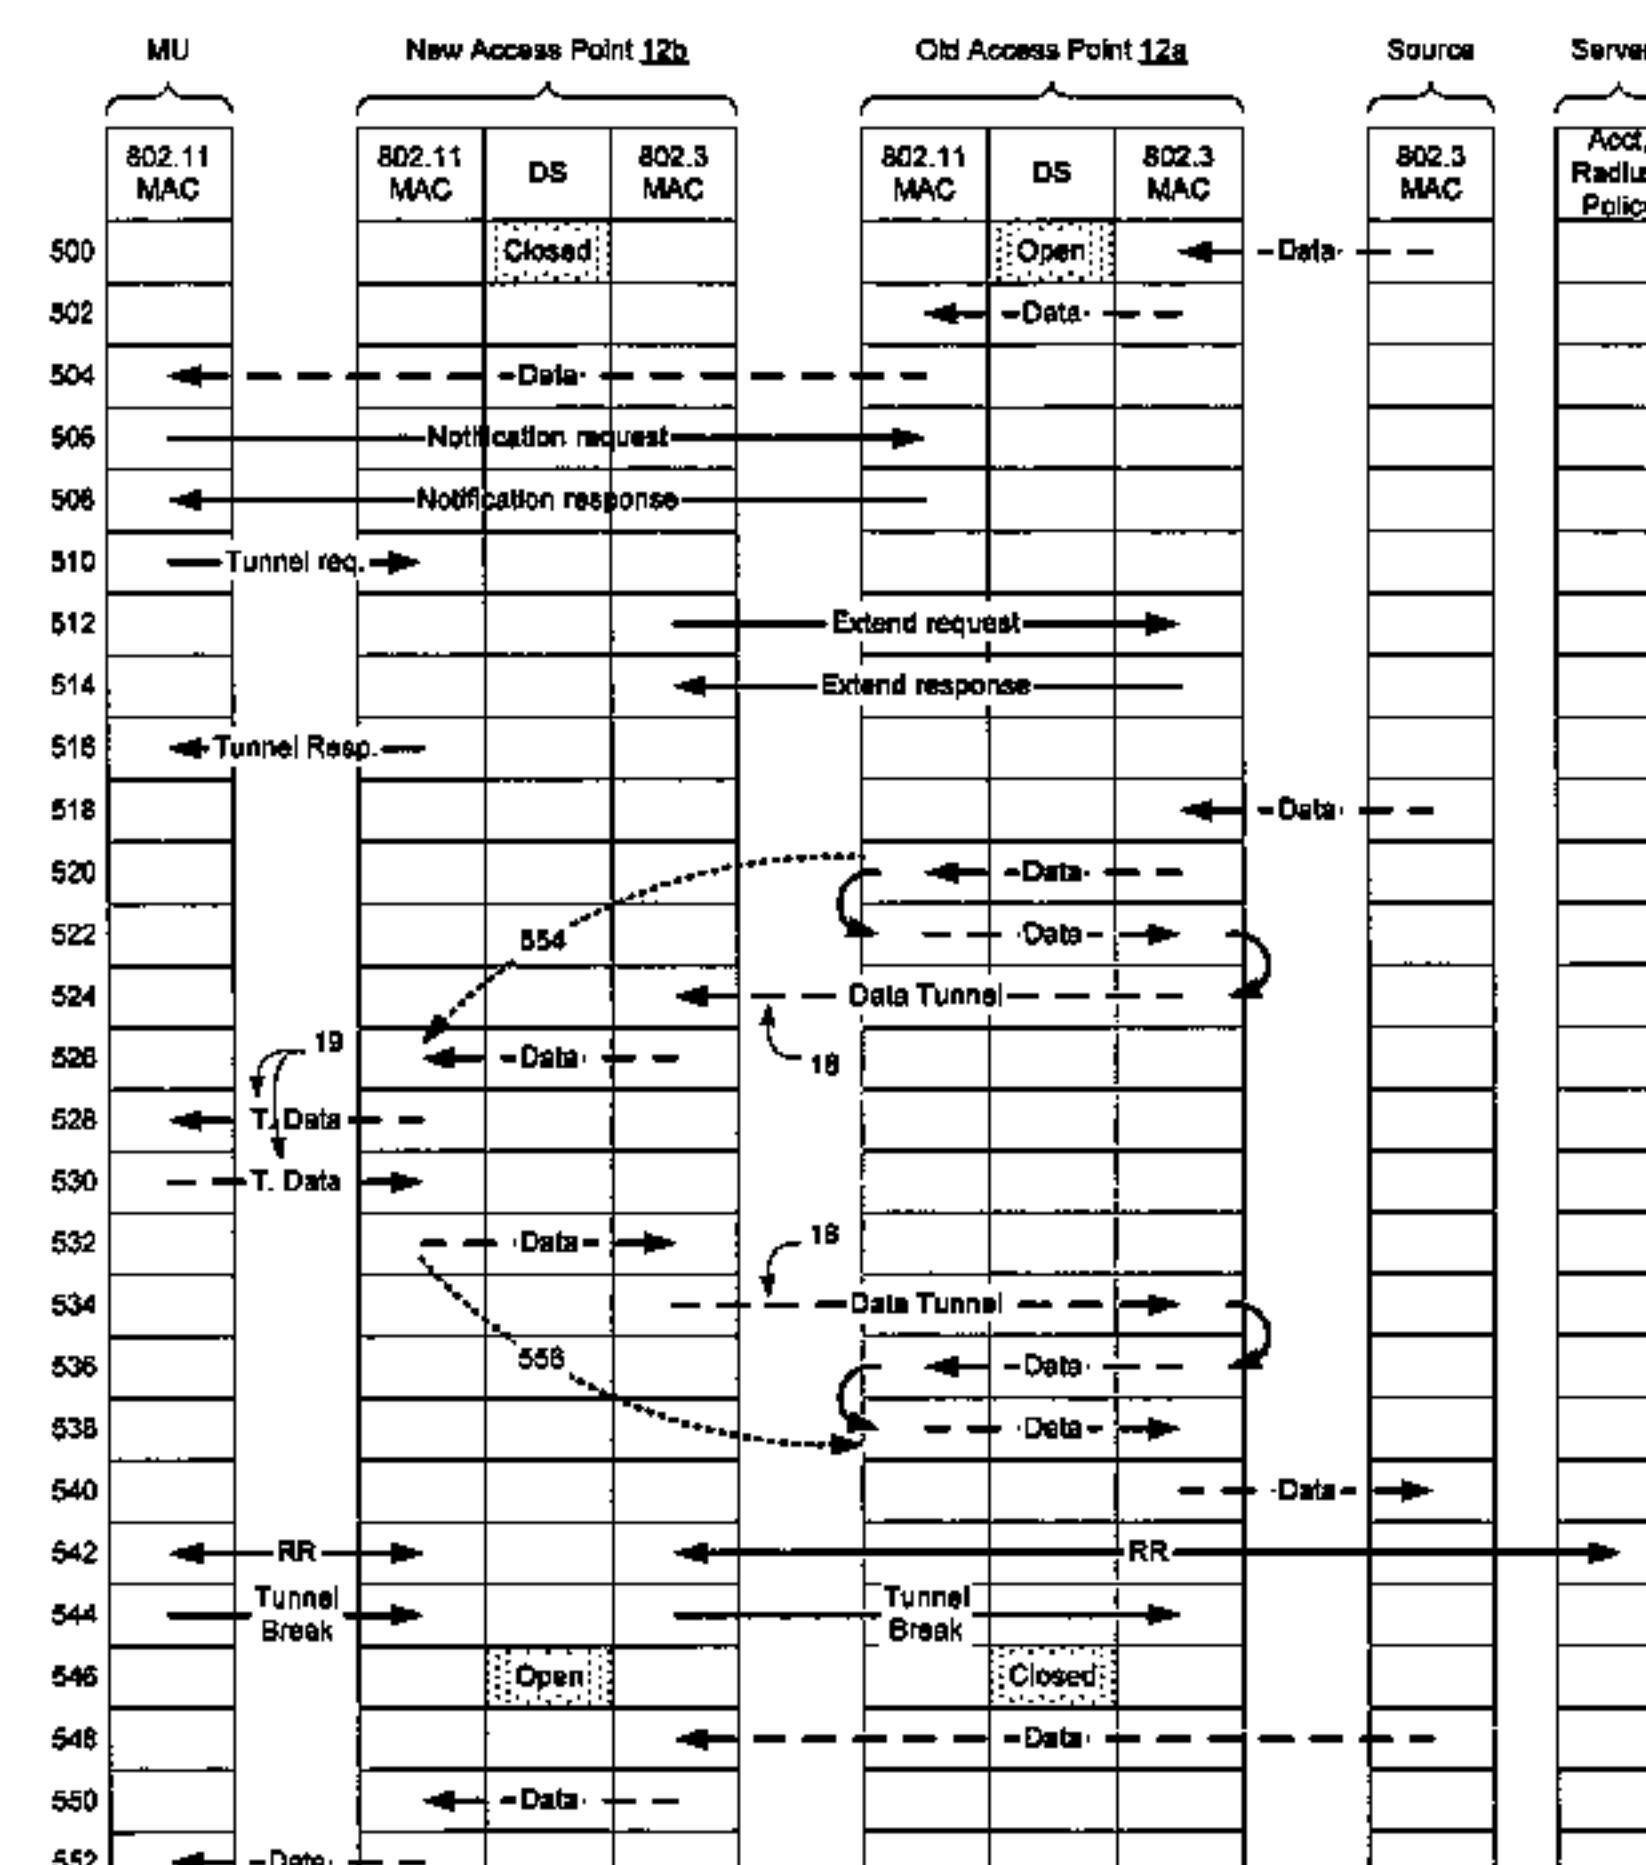 MU New Access Point 12b Old Access Point 12a Source
802.11 MAC 802.11 MAC DS 802.3 MAC 802.11 MAC DS 802.3 MAC 802.3 MAC Acct,
500 Closed Open Data
502 Data
504 Data
506 Notification request
508 Notification response
510 Tunnel req.
512 Extend request
514 Extend response
516 Tunnel Resp.
518 Data
520 Data
522 554 Data
524 Data Tunnel
526 19 Data 18
528 T. Data
530 T. Data
532 Data 18
534 Data Tunnel
536 556 Data
538 Data
540 Data
542 RR RR
544 Tunnel Break Tunnel Break
546 Open Closed
548 Data
550 Data
552 Data